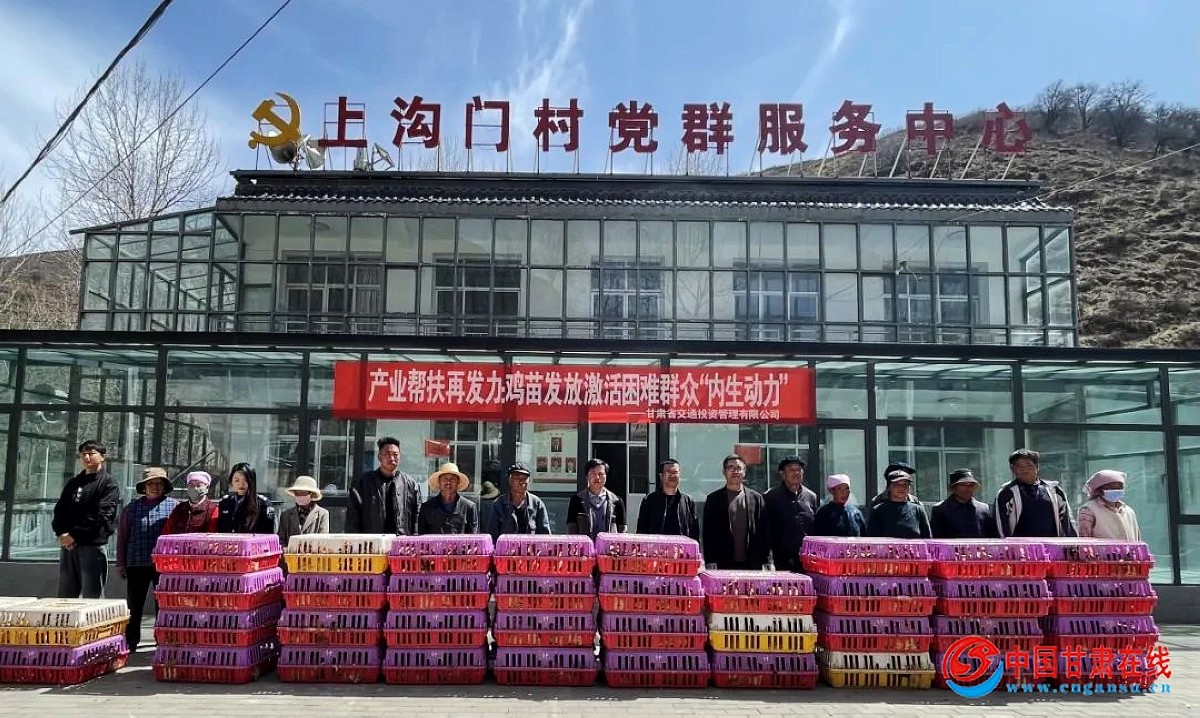 上沟门村党群服务中心
产业帮扶再发力:鸡苗发放激活困难群众“内生动力”
——甘肃省交通投资管理有限公司
中国甘肃在线
www.cngansu.cn